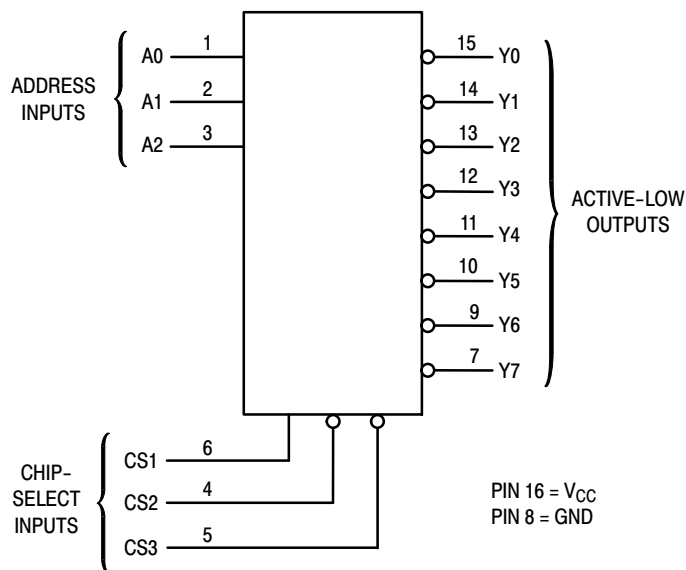 ADDRESS
INPUTS
A0 1
A1 2
A2 3
15 Y0
14 Y1
13 Y2
12 Y3
11 Y4
10 Y5
9 Y6
7 Y7
ACTIVE-LOW
OUTPUTS
CHIP-
SELECT
INPUTS
CS1 6
CS2 4
CS3 5
PIN 16 = VCC
PIN 8 = GND